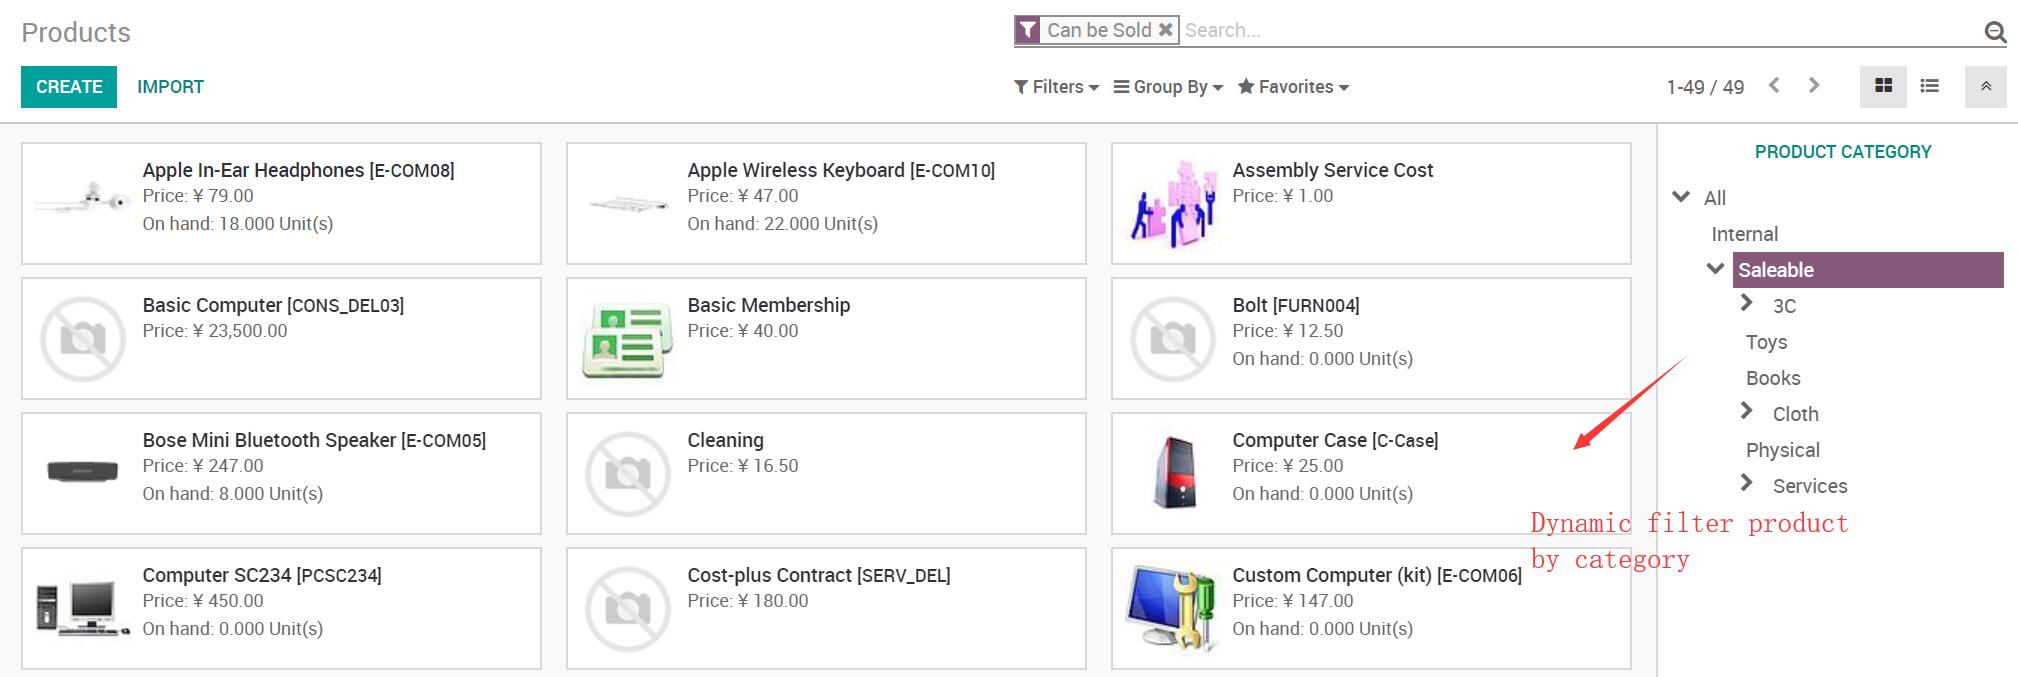 Products
Can be Sold
Search...
CREATE
IMPORT
Filters
Group By
Favorites
1-49 / 49
Apple In-Ear Headphones [E-COM08]
Price: ¥ 79.00
On hand: 18.000 Unit(s)
Apple Wireless Keyboard [E-COM10]
Price: ¥ 47.00
On hand: 22.000 Unit(s)
Assembly Service Cost
Price: ¥ 1.00
Basic Computer [CONS_DEL03]
Price: ¥ 23,500.00
Basic Membership
Price: ¥ 40.00
Bolt [FURN004]
Price: ¥ 12.50
On hand: 0.000 Unit(s)
Bose Mini Bluetooth Speaker [E-COM05]
Price: ¥ 247.00
On hand: 8.000 Unit(s)
Cleaning
Price: ¥ 16.50
Computer Case [C-Case]
Price: ¥ 25.00
On hand: 0.000 Unit(s)
Computer SC234 [PCSC234]
Price: ¥ 450.00
On hand: 0.000 Unit(s)
Cost-plus Contract [SERV_DEL]
Price: ¥ 180.00
Custom Computer (kit) [E-COM06]
Price: ¥ 147.00
On hand: 0.000 Unit(s)
PRODUCT CATEGORY
All
Internal
Saleable
3C
Toys
Books
Cloth
Physical
Services
Dynamic filter product
by category